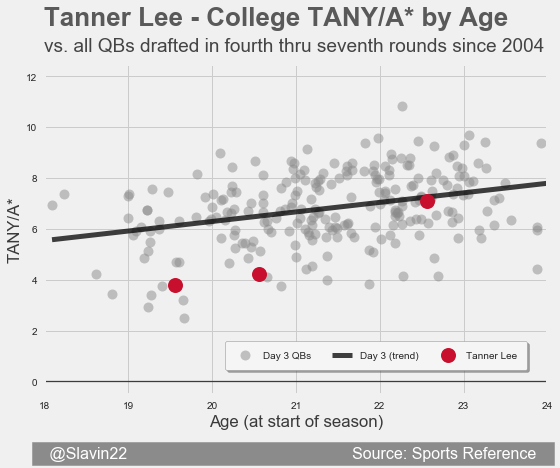 Tanner Lee - College TANY/A* by Age
vs. all QBs drafted in fourth thru seventh rounds since 2004
12
10
8
6
4
2
0
TANY/A*
Day 3 QBs
Day 3 (trend)
Tanner Lee
18
19
20
21
22
23
24
Age (at start of season)
@Slavin22
Source: Sports Reference